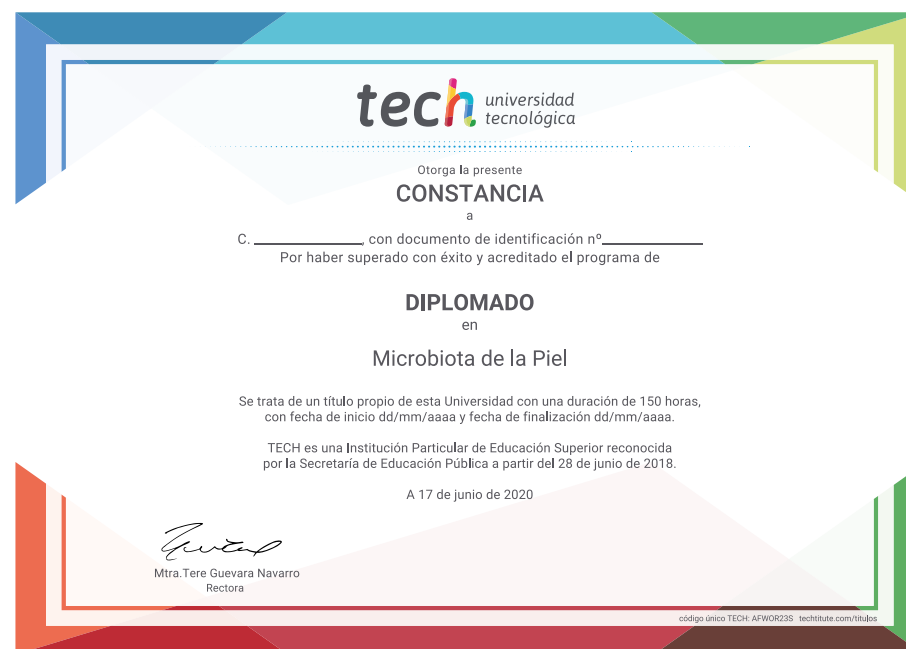 tech universidad
tecnológica
Otorga la presente
CONSTANCIA
a
C. ______________, con documento de identificación nº______________
Por haber superado con éxito y acreditado el programa de
DIPLOMADO
en
Microbiota de la Piel
Se trata de un título propio de esta Universidad con una duración de 150 horas,
con fecha de inicio dd/mm/aaaa y fecha de finalización dd/mm/aaaa.
TECH es una Institución Particular de Educación Superior reconocida
por la Secretaría de Educación Pública a partir del 28 de junio de 2018.
A 17 de junio de 2020
Mtra.Tere Guevara Navarro
Rectora
código único TECH: AFWOR23S techtitute.com/titulos